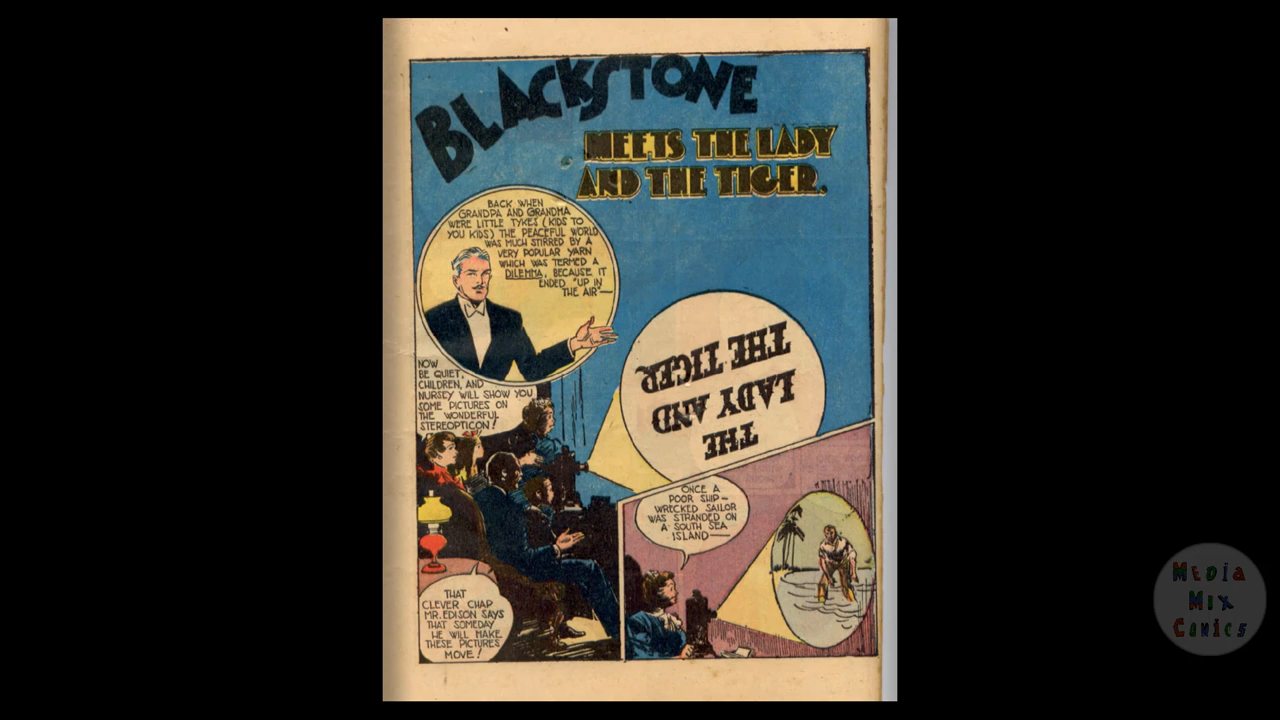 BLACKSTONE
MEETS THE LADY
AND THE TIGER.
BACK WHEN
GRANDPA AND GRANDMA
WERE LITTLE TYKES (KIDS TO
YOU KIDS) THE PEACEFUL WORLD
WAS MUCH STIRRED BY A
VERY POPULAR YARN
WHICH WAS TERMED A
DILEMMA, BECAUSE IT
ENDED "UP IN
THE AIR"—
THE
LADY AND
THE TIGER
NOW
BE QUIET,
CHILDREN, AND
NURSEY WILL SHOW YOU
SOME PICTURES ON
THE WONDERFUL
STEREOPTICON!
THAT
CLEVER CHAP
MR. EDISON SAYS
THAT SOMEDAY
HE WILL MAKE
THESE PICTURES
MOVE!
ONCE A
POOR SHIP-
WRECKED SAILOR
WAS STRANDED ON
A SOUTH SEA
ISLAND—
MEDIA
MIX
COMICS